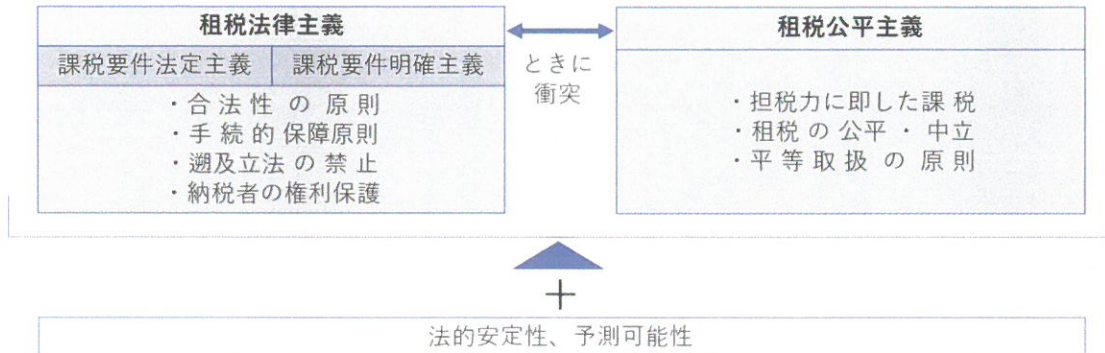 租税法律主義
課税要件法定主義 課税要件明確主義
・合法性の原則
・手続的保障原則
・遡及立法の禁止
・納税者の権利保護
ときに
衝突
租税公平主義
・担税力に即した課税
・租税の公平・中立
・平等取扱の原則
+
法的安定性、予測可能性